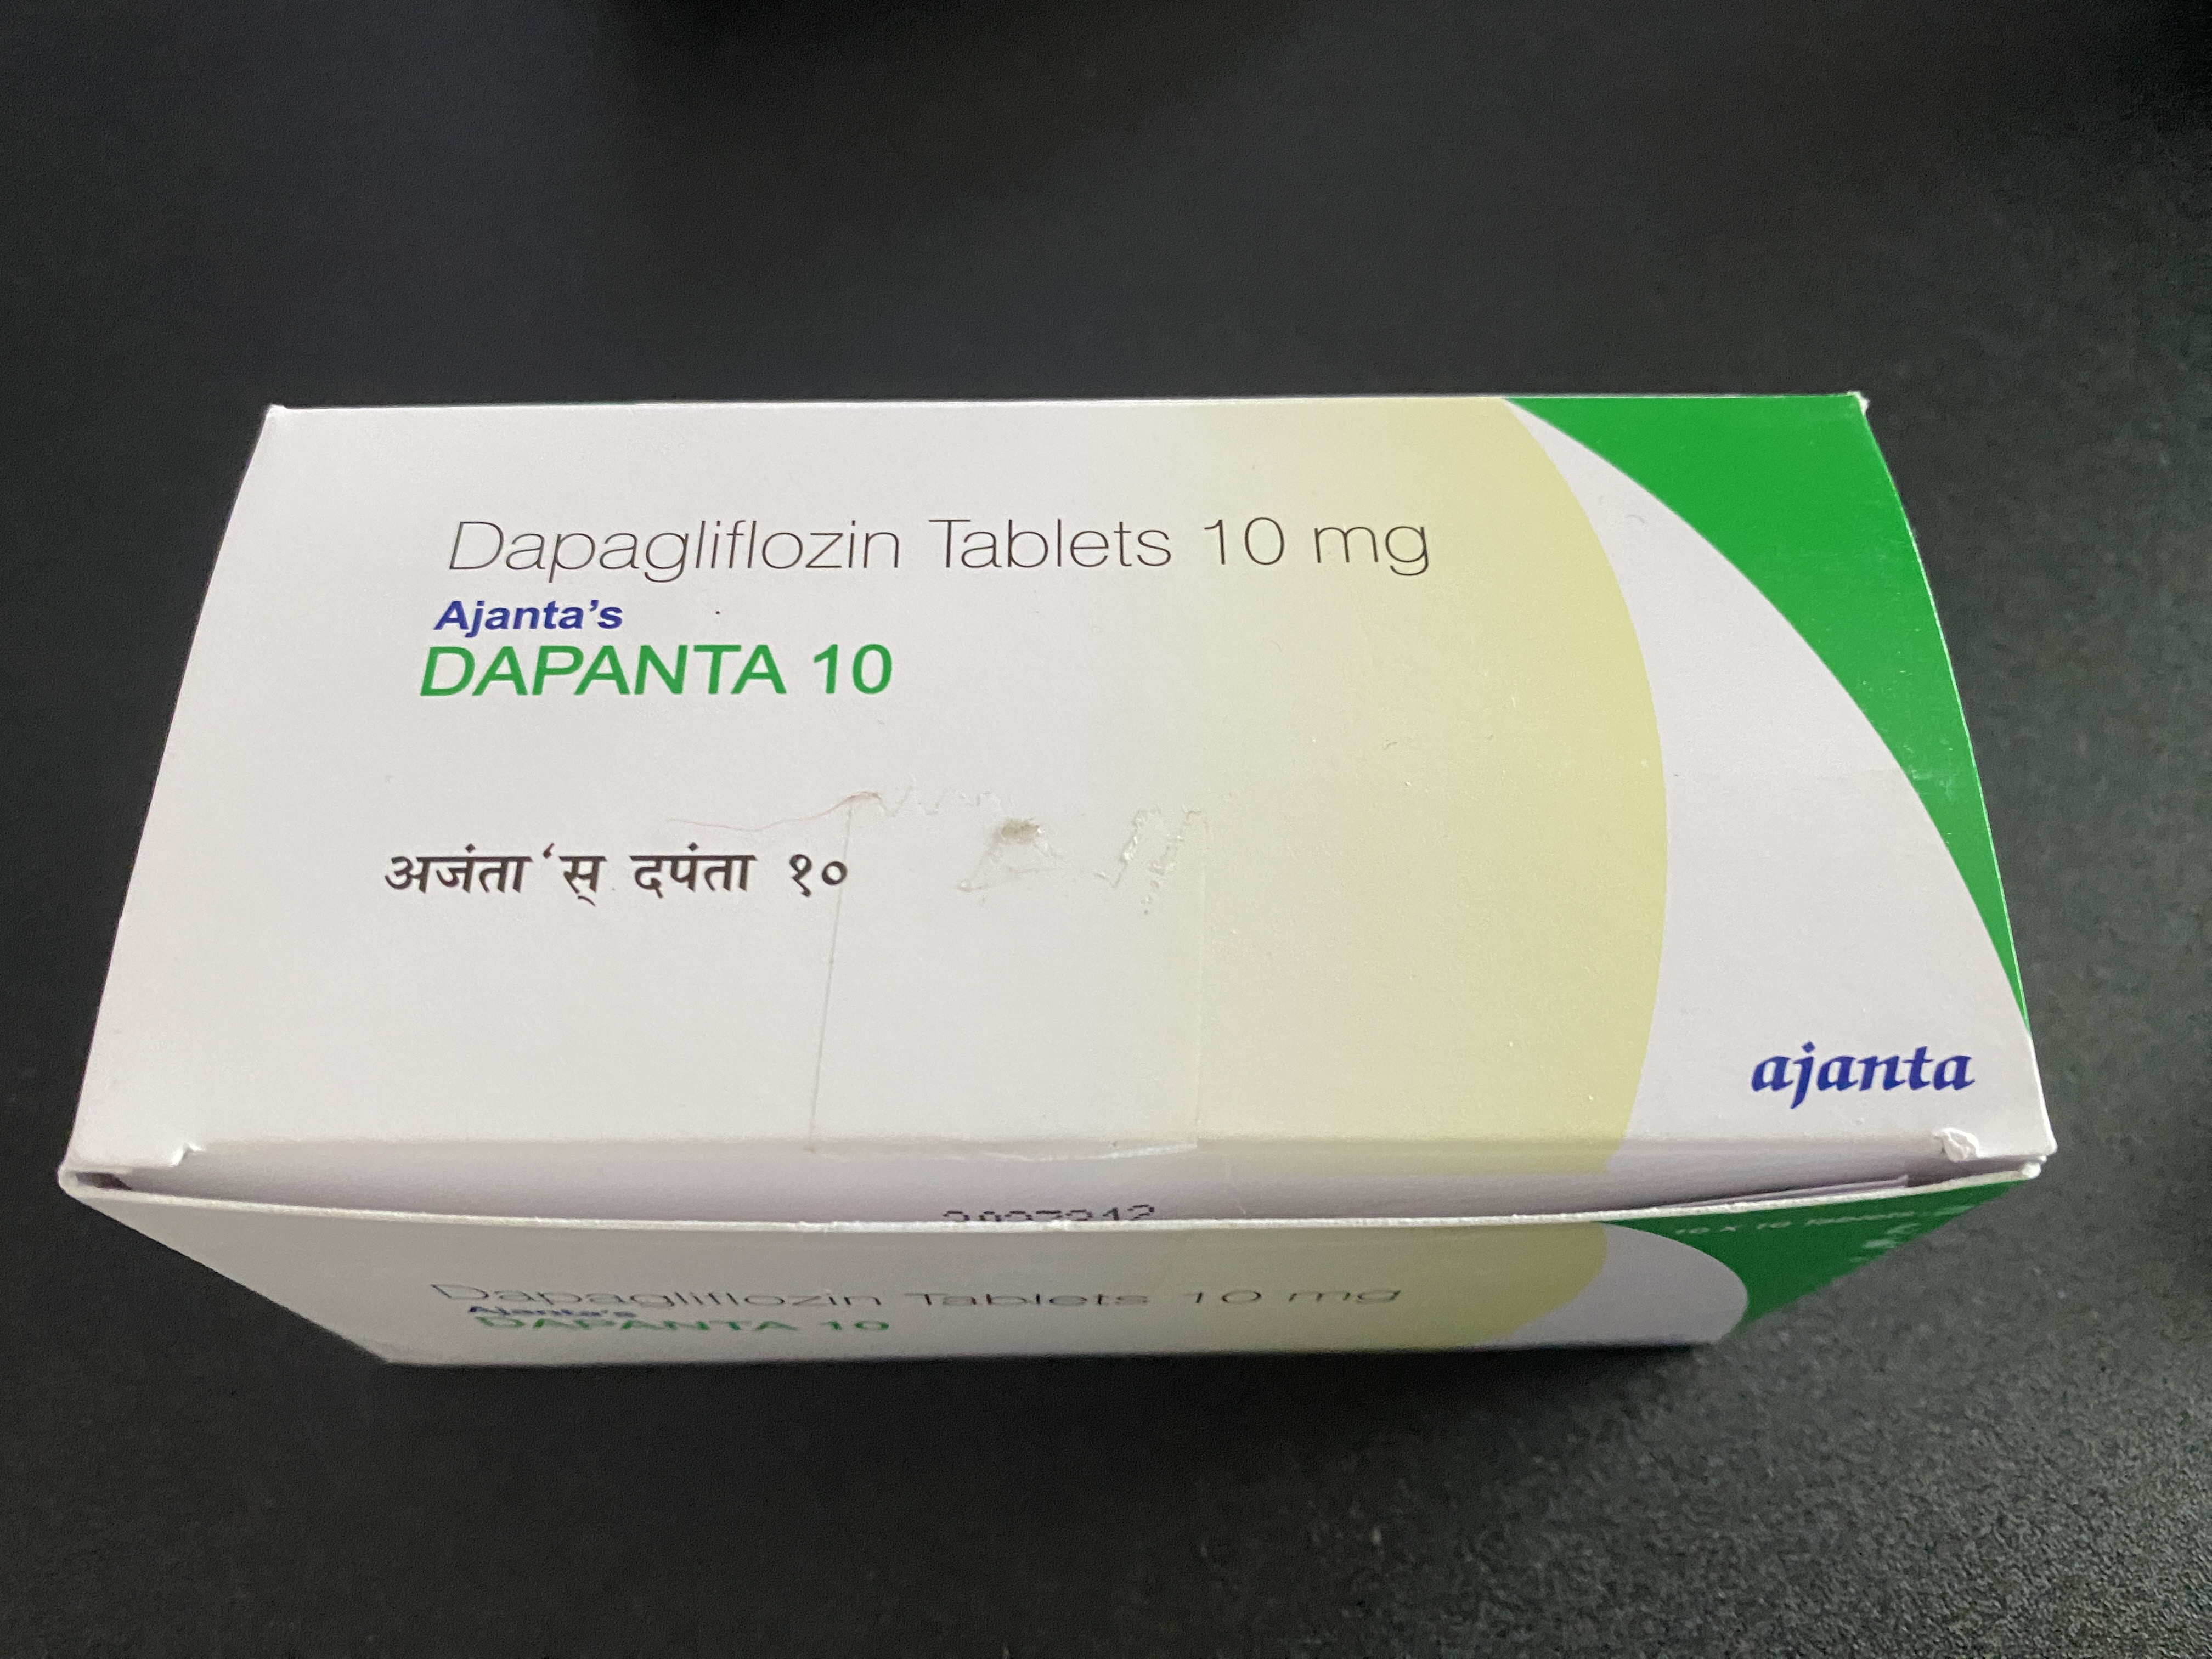 Dapagliflozin Tablets 10 mg
Ajanta's
DAPANTA 10
अजंता ‘स् दपंता १०
ajanta
Dapagliflozin Tablets 10 mg
Ajanta's
DAPANTA 10